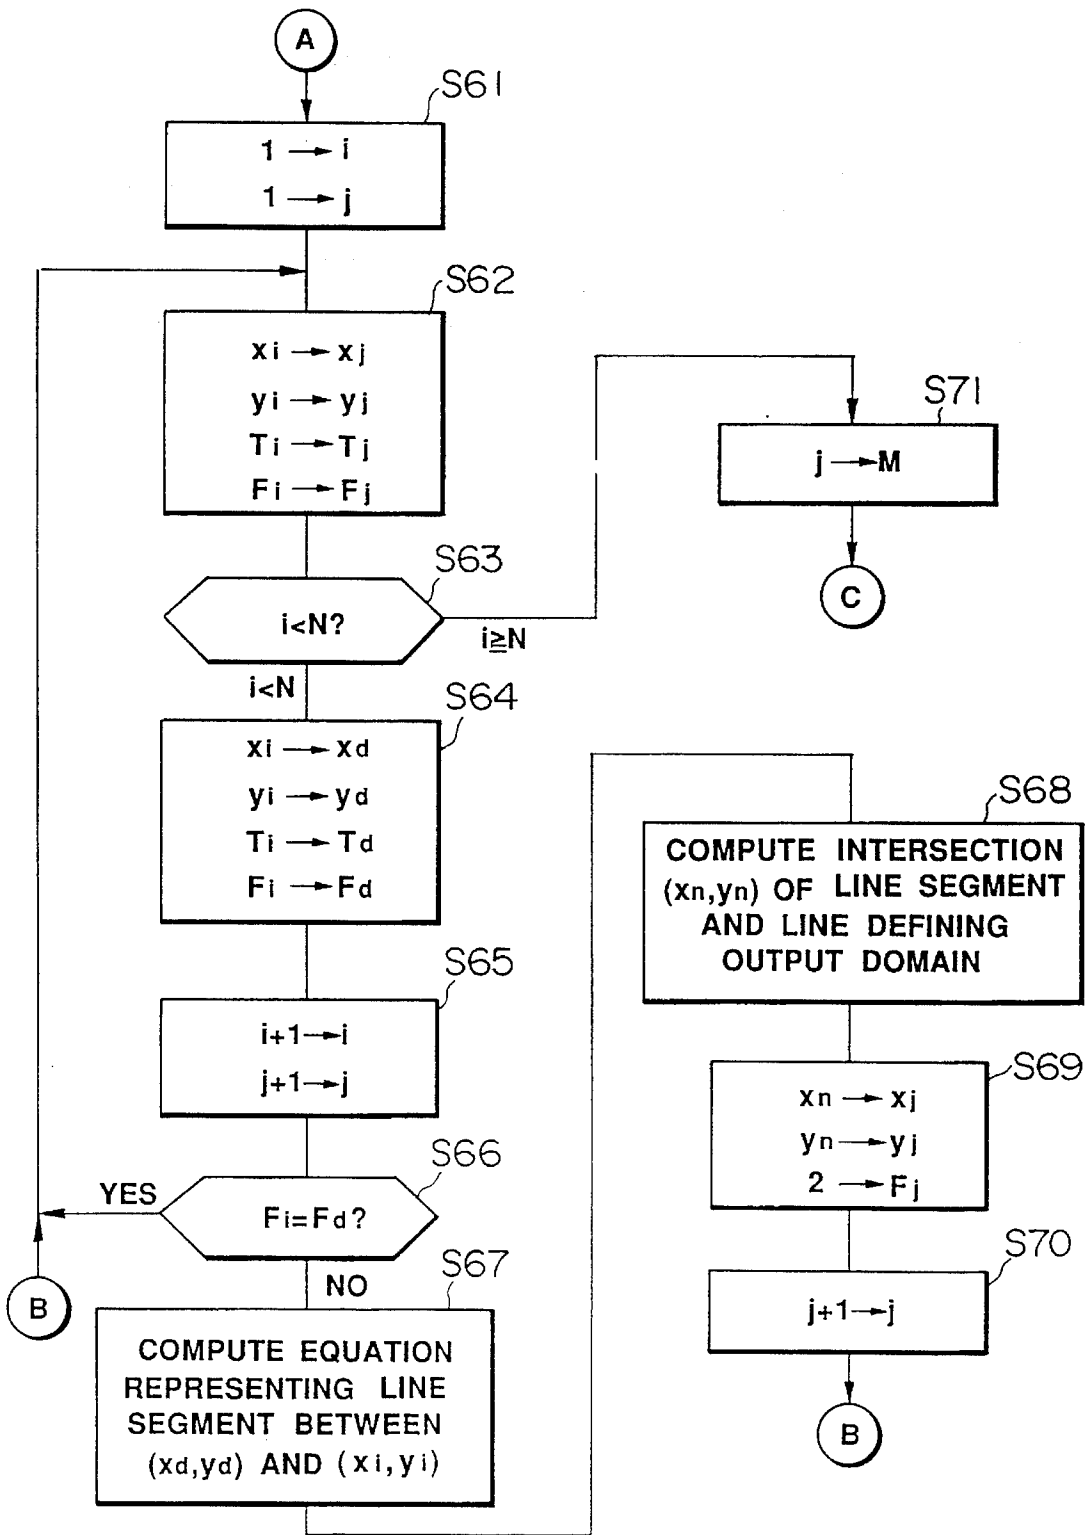 A
S61
1 → i
1 → j
S62
xi → xj
yi → yj
Ti → Tj
Fi → Fj
S71
j → M
C
S63
i<N?
i≧N
i<N
S64
xi → xd
yi → yd
Ti → Td
Fi → Fd
S65
i+1→i
j+1→j
S66
YES
Fi=Fd?
NO
B
S67
COMPUTE EQUATION
REPRESENTING LINE
SEGMENT BETWEEN
(xd,yd) AND (xi,yi)
S68
COMPUTE INTERSECTION
(xn,yn) OF LINE SEGMENT
AND LINE DEFINING
OUTPUT DOMAIN
S69
xn → xj
yn → yj
2 → Fj
S70
j+1→j
B